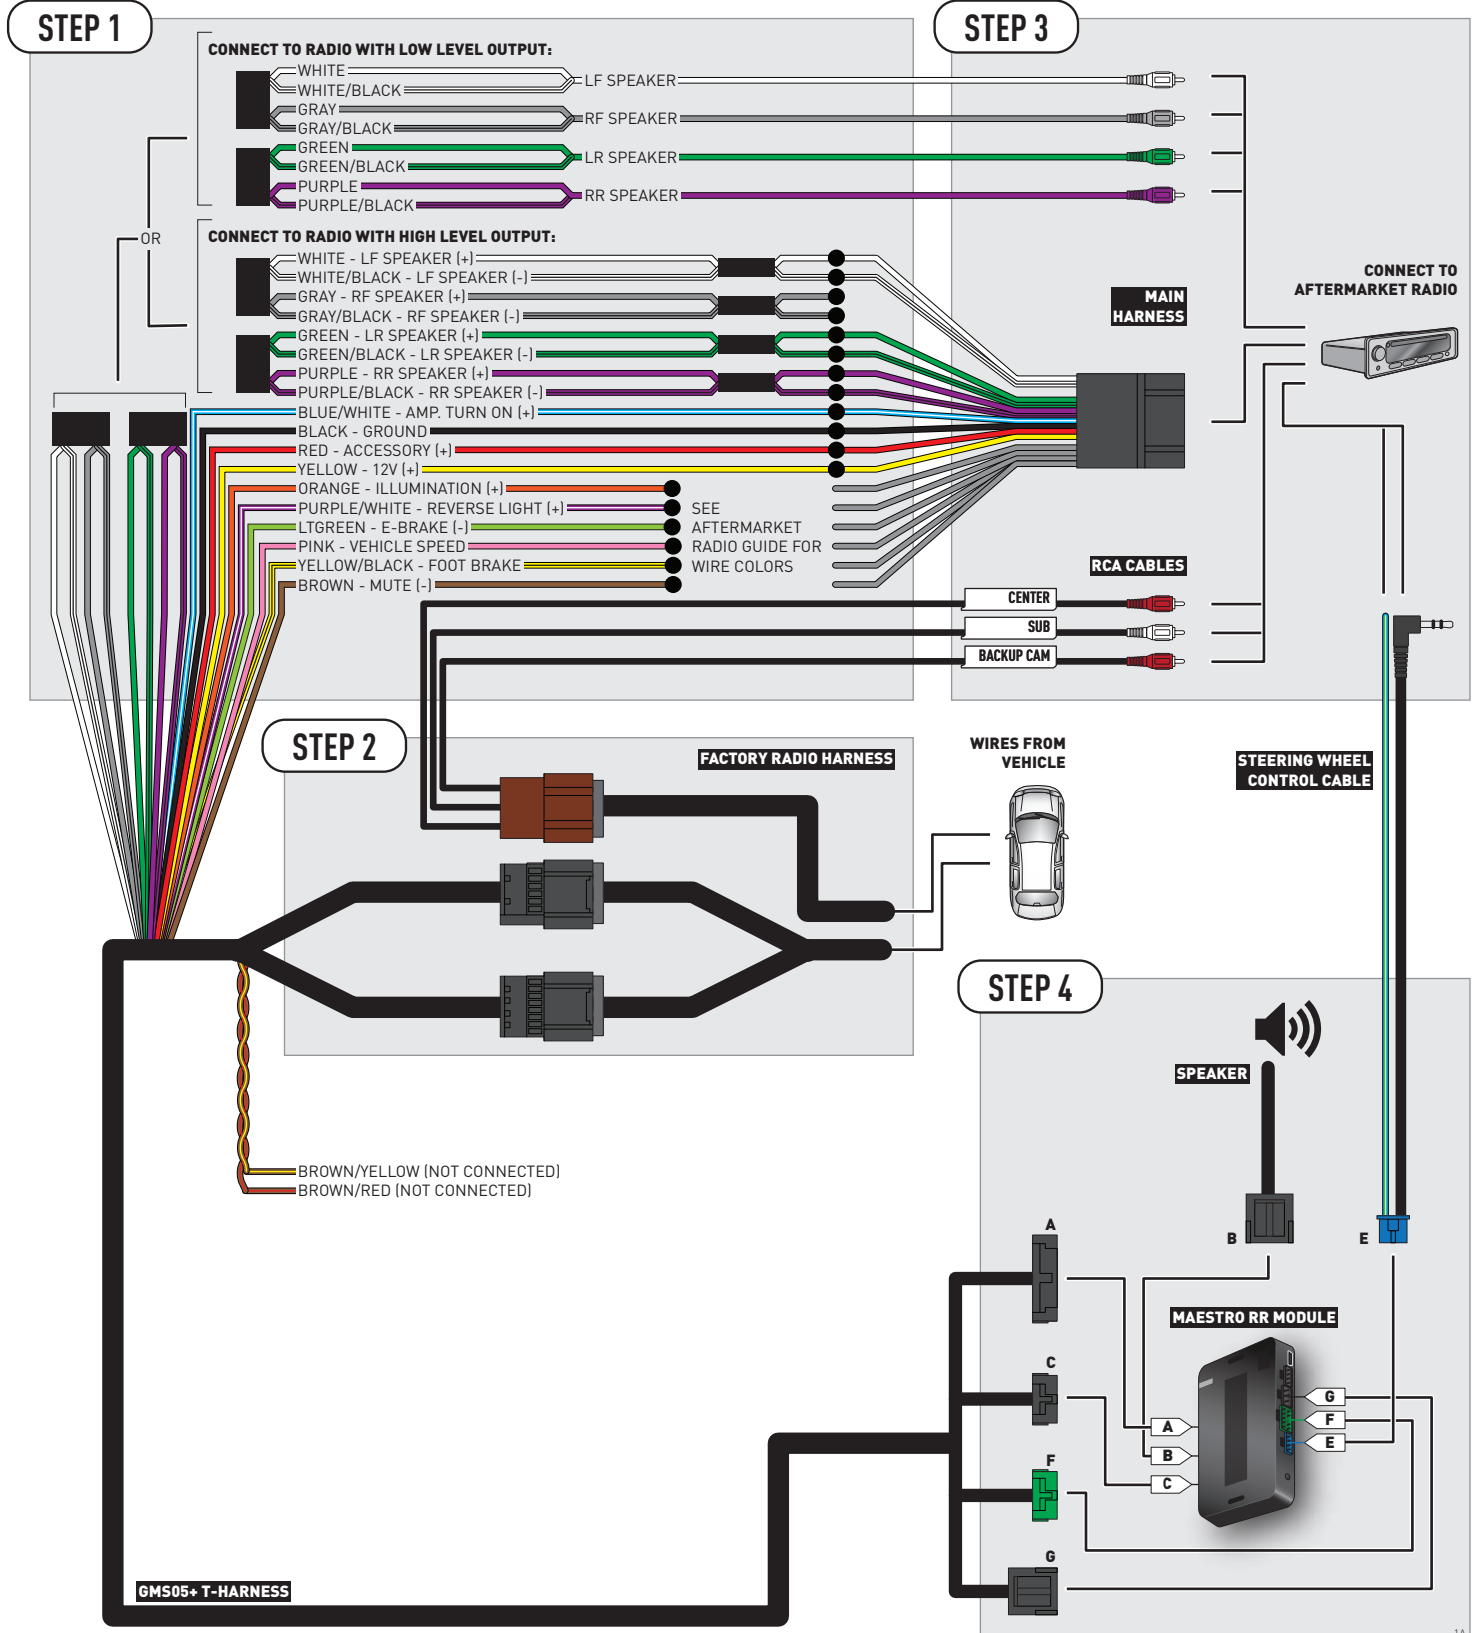 STEP 1
CONNECT TO RADIO WITH LOW LEVEL OUTPUT:
WHITE
WHITE/BLACK
LF SPEAKER
GRAY
GRAY/BLACK
RF SPEAKER
GREEN
GREEN/BLACK
LR SPEAKER
PURPLE
PURPLE/BLACK
RR SPEAKER
OR
CONNECT TO RADIO WITH HIGH LEVEL OUTPUT:
WHITE - LF SPEAKER (+)
WHITE/BLACK - LF SPEAKER (-)
GRAY - RF SPEAKER (+)
GRAY/BLACK - RF SPEAKER (-)
GREEN - LR SPEAKER (+)
GREEN/BLACK - LR SPEAKER (-)
PURPLE - RR SPEAKER (+)
PURPLE/BLACK - RR SPEAKER (-)
BLUE/WHITE - AMP. TURN ON (+)
BLACK - GROUND
RED - ACCESSORY (+)
YELLOW - 12V (+)
ORANGE - ILLUMINATION (+)
PURPLE/WHITE - REVERSE LIGHT (+)
LTGREEN - E-BRAKE (-)
PINK - VEHICLE SPEED
YELLOW/BLACK - FOOT BRAKE
BROWN - MUTE (-)
SEE
AFTERMARKET
RADIO GUIDE FOR
WIRE COLORS
STEP 3
MAIN
HARNESS
CONNECT TO
AFTERMARKET RADIO
RCA CABLES
CENTER
SUB
BACKUP CAM
STEP 2
FACTORY RADIO HARNESS
WIRES FROM
VEHICLE
STEERING WHEEL
CONTROL CABLE
BROWN/YELLOW (NOT CONNECTED)
BROWN/RED (NOT CONNECTED)
STEP 4
SPEAKER
B
E
A
C
F
G
MAESTRO RR MODULE
A
B
C
G
F
E
GMS05+ T-HARNESS
1A